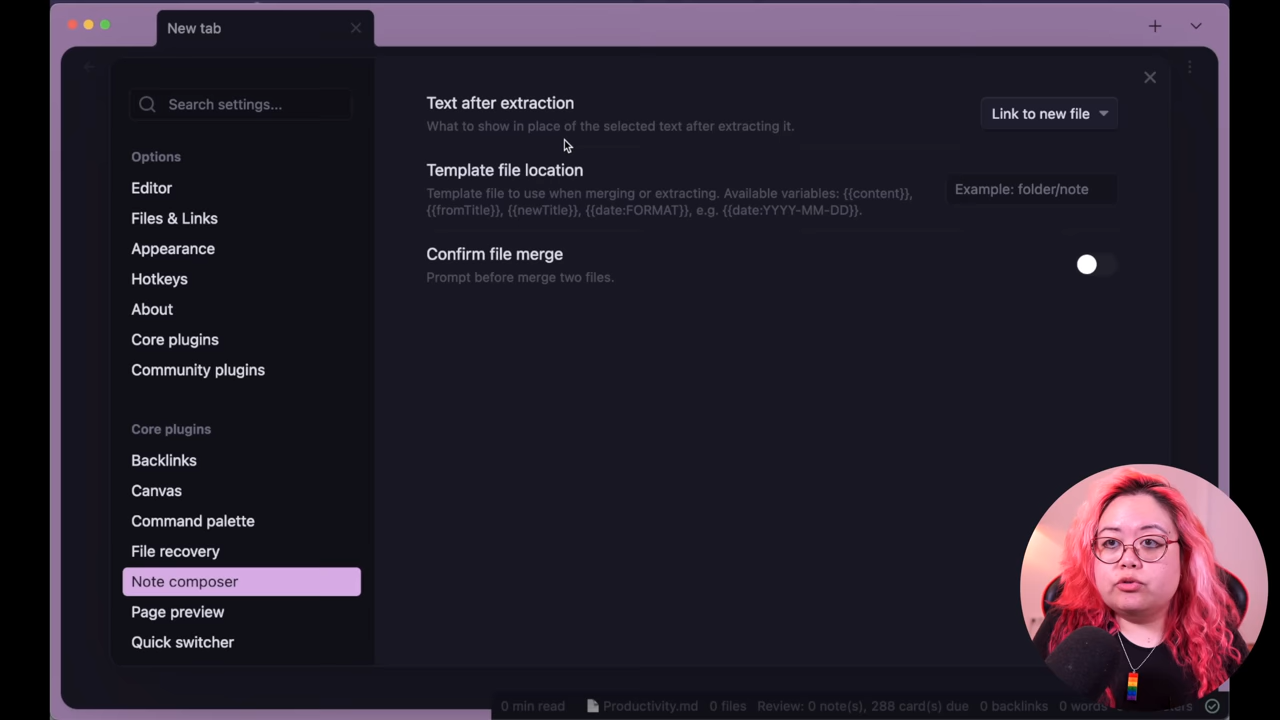 New tab
Search settings...
Options
Editor
Files & Links
Appearance
Hotkeys
About
Core plugins
Community plugins
Core plugins
Backlinks
Canvas
Command palette
File recovery
Note composer
Page preview
Quick switcher
Text after extraction
What to show in place of the selected text after extracting it.
Link to new file
Template file location
Template file to use when merging or extracting. Available variables: {{content}},
{{fromTitle}}, {{newTitle}}, {{date:FORMAT}}, e.g. {{date:YYYY-MM-DD}}.
Example: folder/note
Confirm file merge
Prompt before merge two files.
0 min read Productivity.md 0 files Review: 0 note(s), 288 card(s) due 0 backlinks 0 words